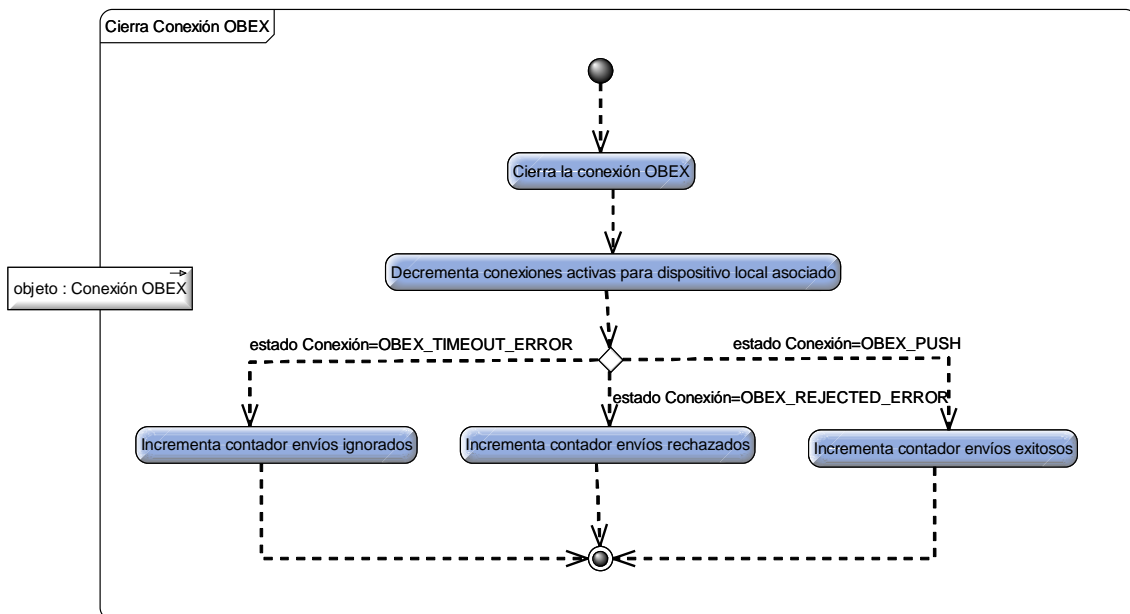 Cierra Conexión OBEX
Cierra la conexión OBEX
Decrementa conexiones activas para dispositivo local asociado
objeto : Conexión OBEX
estado Conexión=OBEX_TIMEOUT_ERROR
estado Conexión=OBEX_PUSH
estado Conexión=OBEX_REJECTED_ERROR
Incrementa contador envíos ignorados
Incrementa contador envíos rechazados
Incrementa contador envíos exitosos